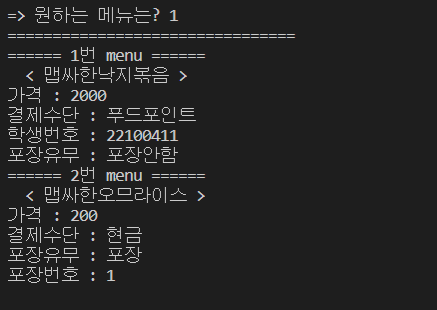 => 원하는 메뉴는? 1
================================
====== 1번 menu ======
< 맵싸한낙지볶음 >
가격 : 2000
결제수단 : 푸드포인트
학생번호 : 22100411
포장유무 : 포장안함
====== 2번 menu ======
< 맵싸한오므라이스 >
가격 : 200
결제수단 : 현금
포장유무 : 포장
포장번호 : 1